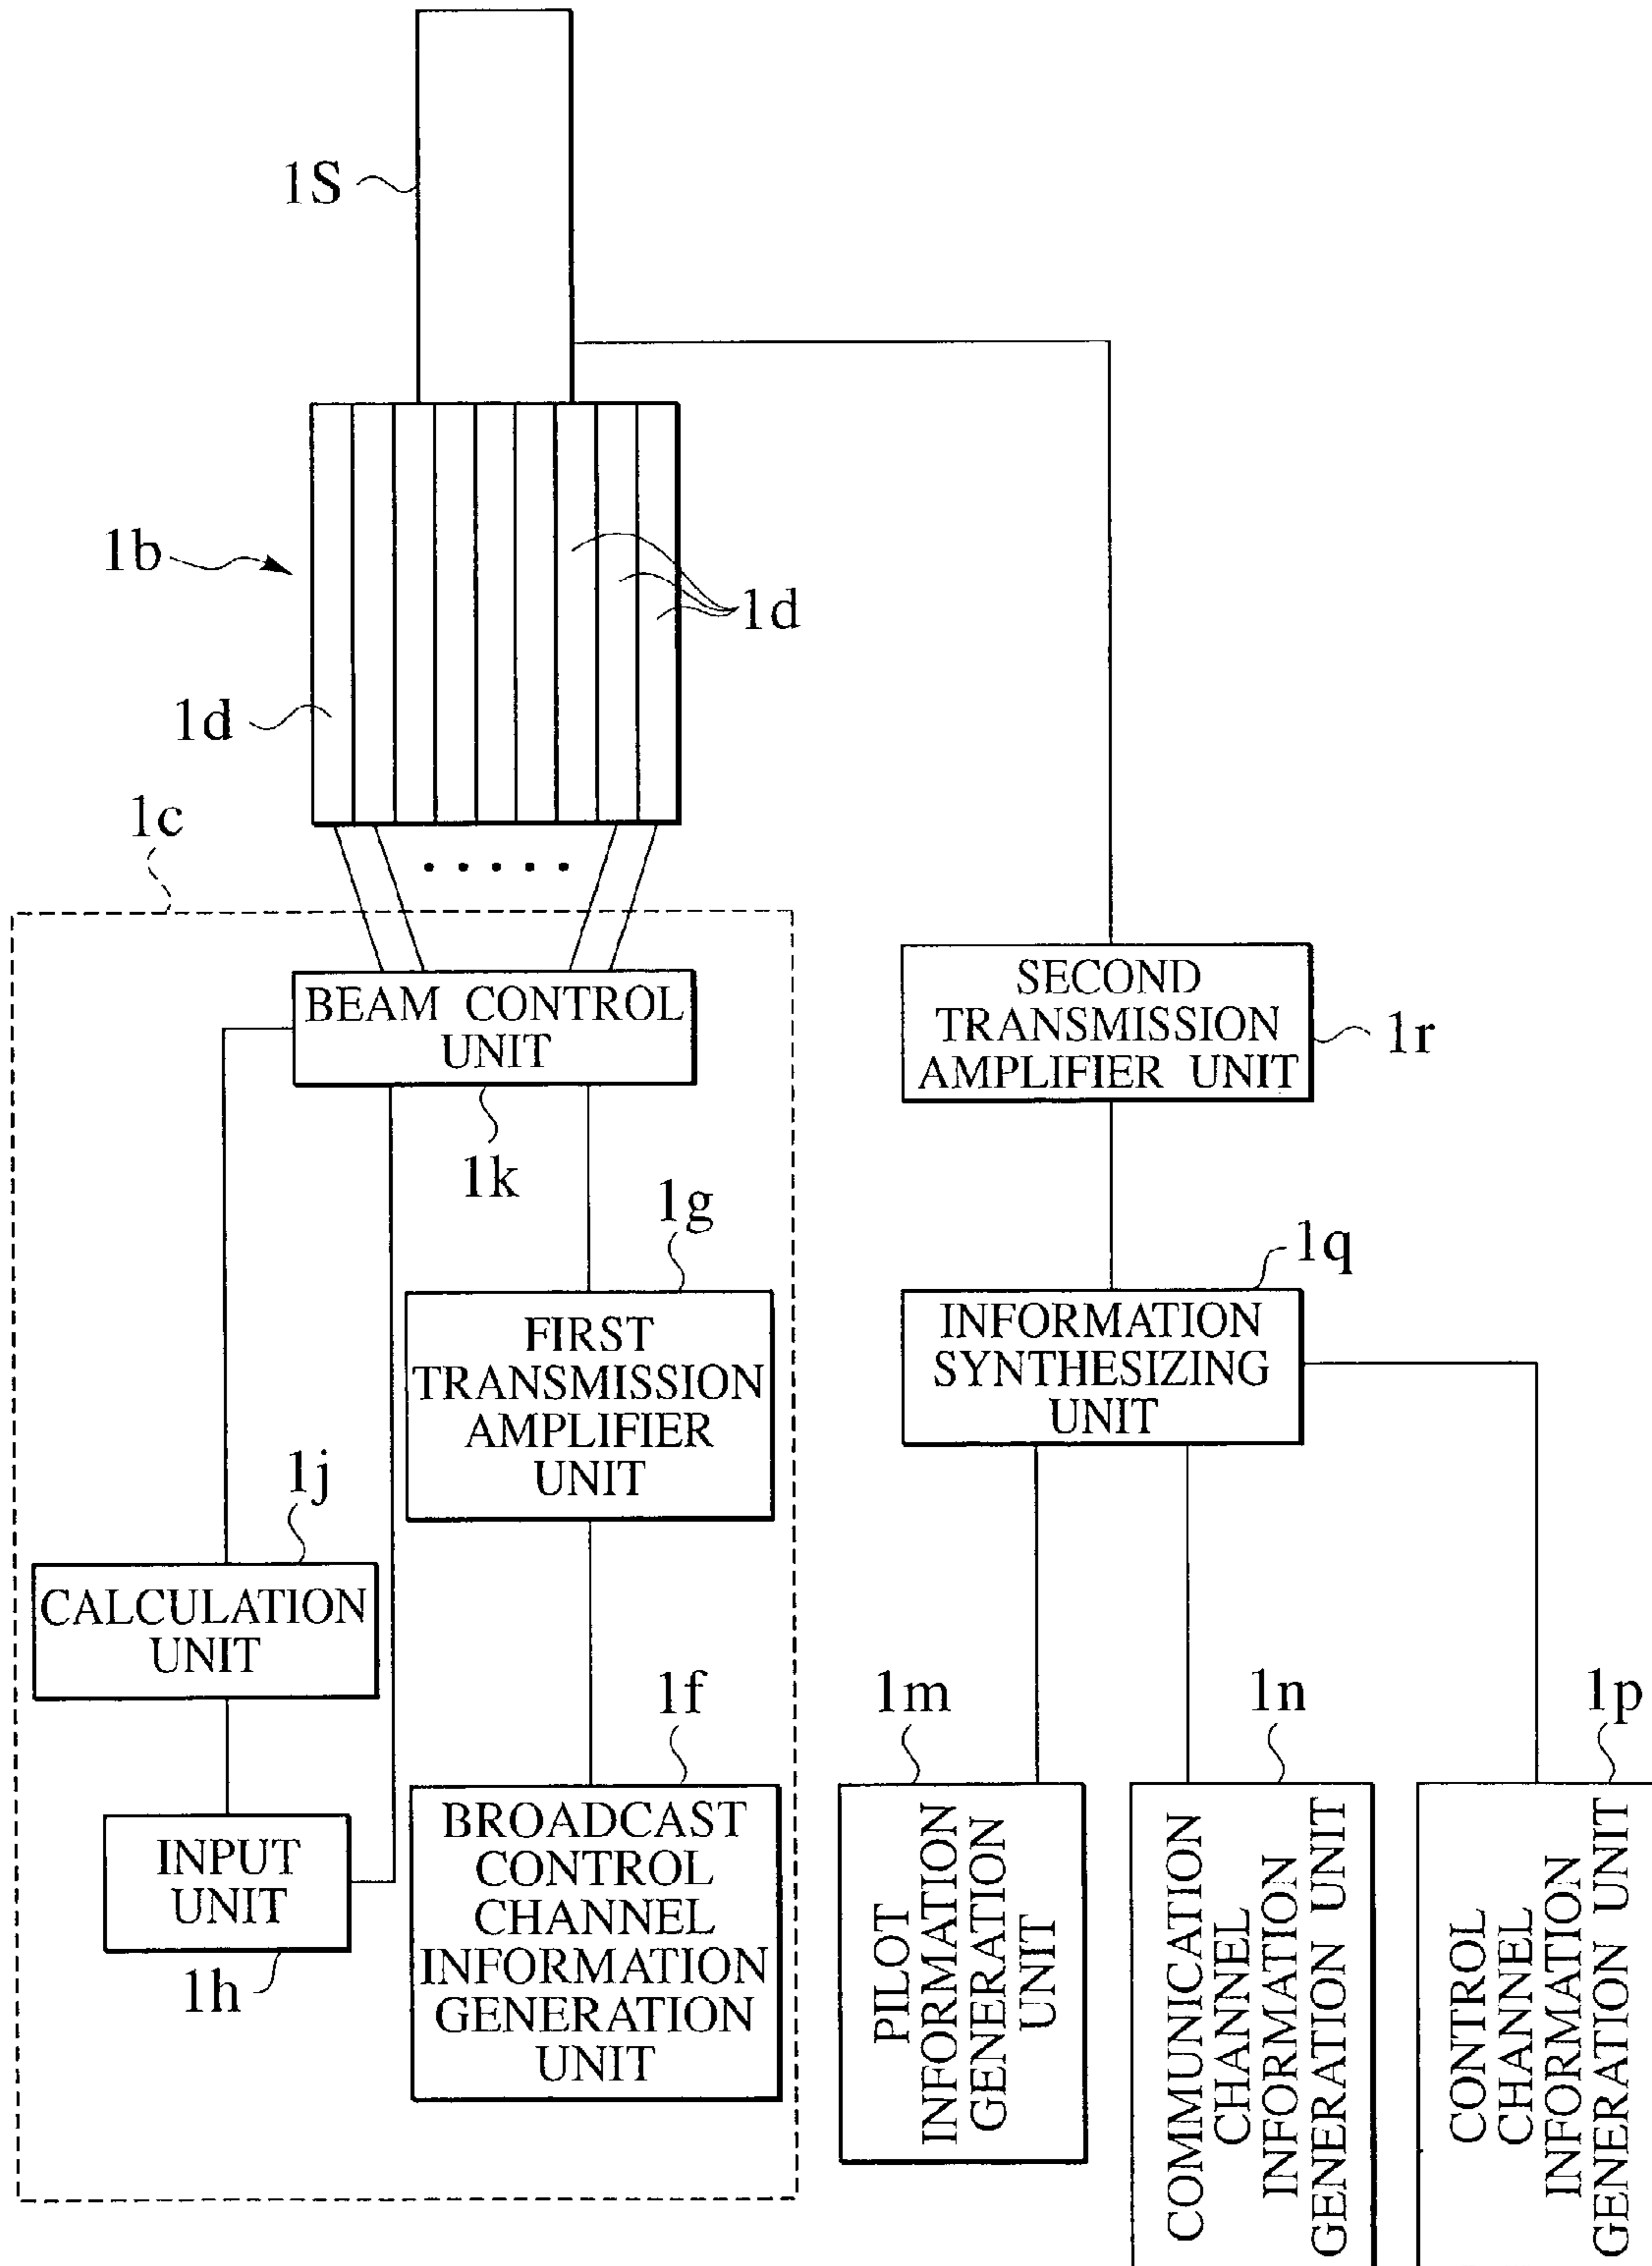 1S
1b
1d
1d
1c
BEAM CONTROL
UNIT
1k
SECOND
TRANSMISSION
AMPLIFIER UNIT
1r
1g
FIRST
TRANSMISSION
AMPLIFIER
UNIT
1q
INFORMATION
SYNTHESIZING
UNIT
1j
CALCULATION
UNIT
INPUT
UNIT
1h
1f
BROADCAST
CONTROL
CHANNEL
INFORMATION
GENERATION
UNIT
1m
PILOT
INFORMATION
GENERATION
UNIT
1n
COMMUNICATION
CHANNEL
INFORMATION
GENERATION UNIT
1p
CONTROL
CHANNEL
INFORMATION
GENERATION UNIT